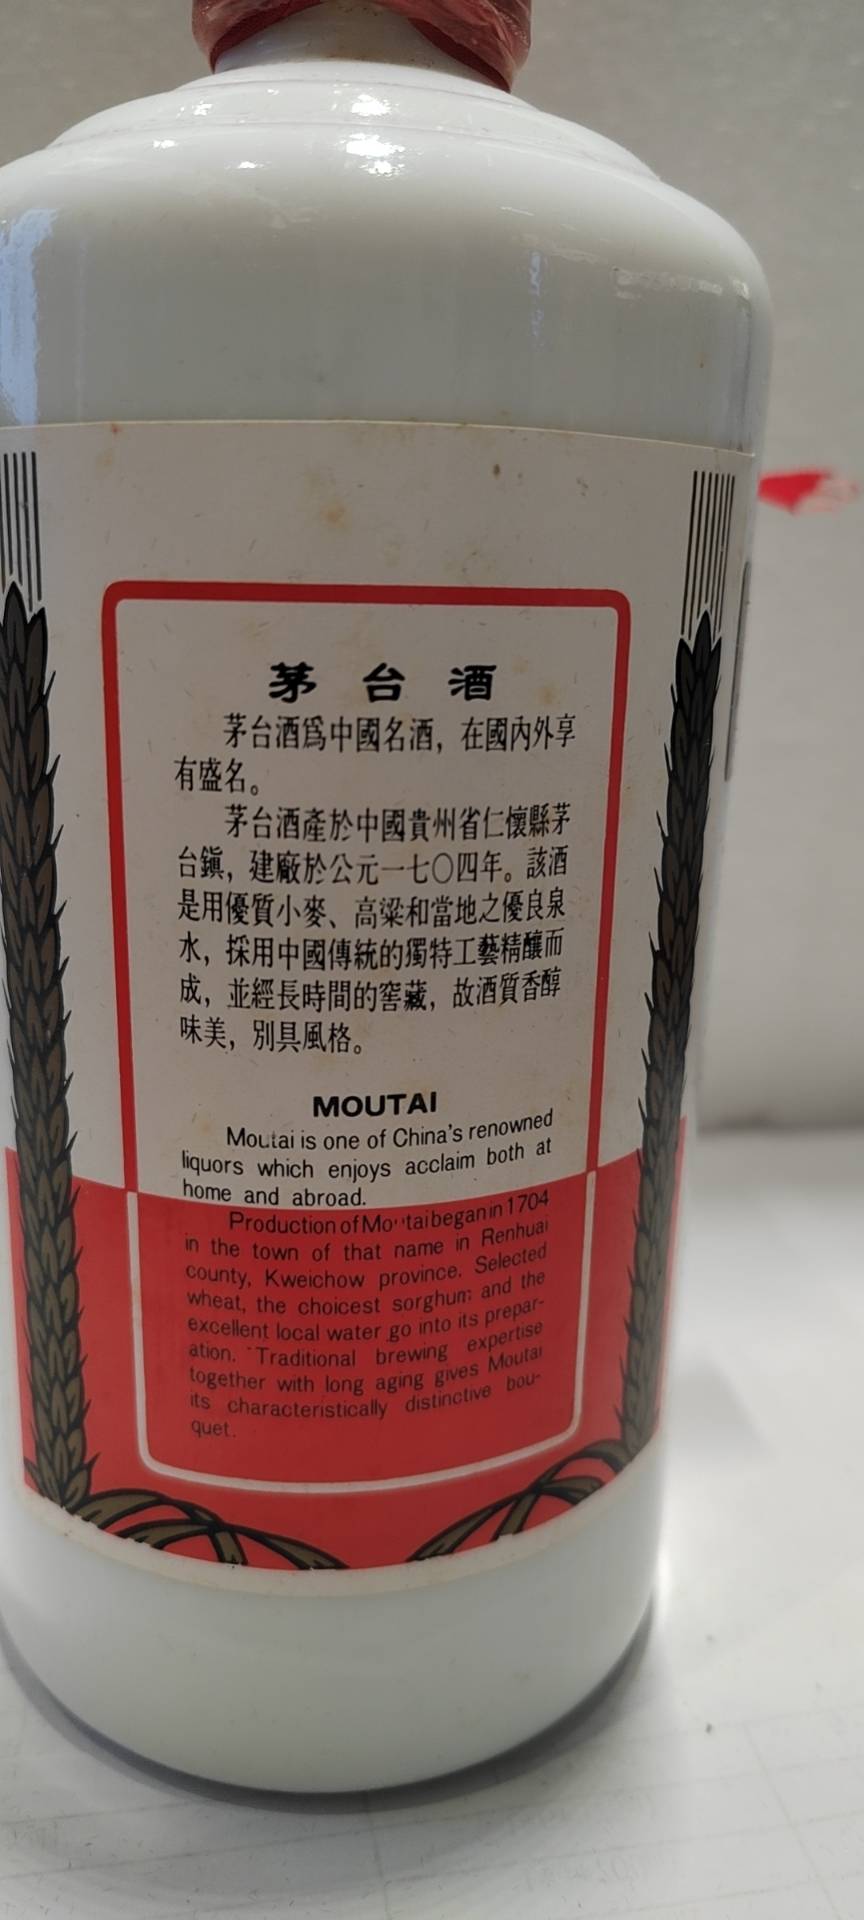 茅台酒
茅台酒爲中國名酒，在國內外享
有盛名。
茅台酒產於中國貴州省仁懷縣茅
台鎮，建廠於公元一七〇四年。該酒
是用優質小麥、高粱和當地之優良泉
水，採用中國傳統的獨特工藝精釀而
成，並經長時間的窖藏，故酒質香醇
味美，別具風格。
MOUTAI
Moutai is one of China's renowned
liquors which enjoys acclaim both at
home and abroad.
Production of Moutai began in 1704
in the town of that name in Renhuai
county, Kweichow province. Selected
wheat, the choicest sorghum and the
excellent local water go into its prepar-
ation. Traditional brewing expertise
together with long aging gives Moutai
its characteristically distinctive bou-
quet.